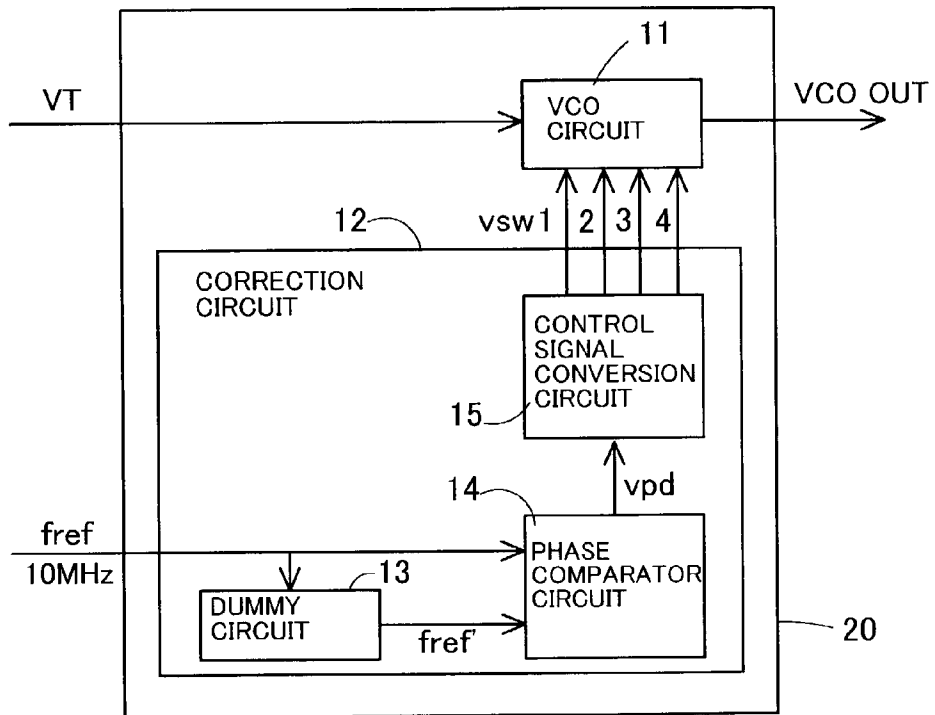 11
VT
VCO
CIRCUIT
VCO OUT
vsw1 2 3 4
12
CORRECTION
CIRCUIT
CONTROL
SIGNAL
CONVERSION
CIRCUIT
15
vpd
14
fref
10MHz
PHASE
COMPARATOR
CIRCUIT
13
DUMMY
CIRCUIT
fref'
20